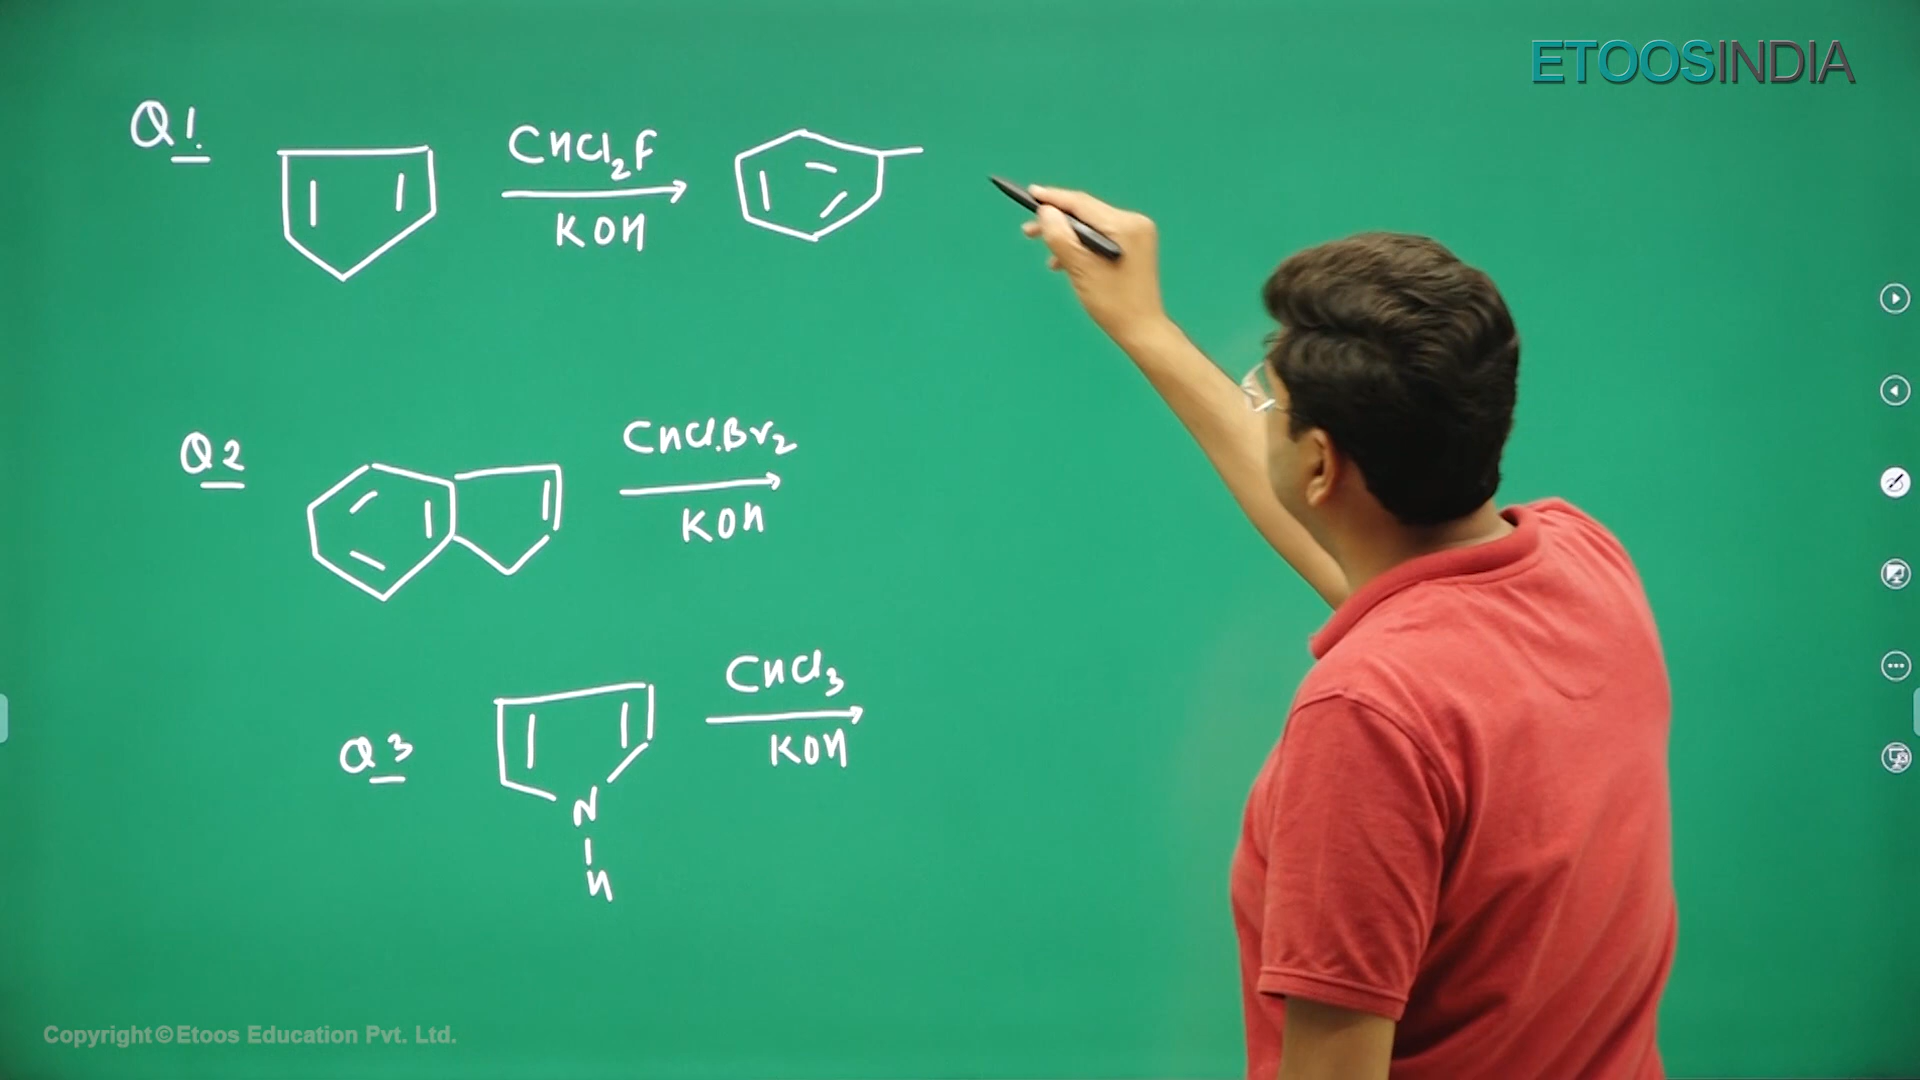 ETOOSINDIA
Q1.
CHCl2F
KOH
Q2
CHCl.Br2
KOH
Q3
CHCl3
KOH
N
H
Copyright © Etoos Education Pvt. Ltd.